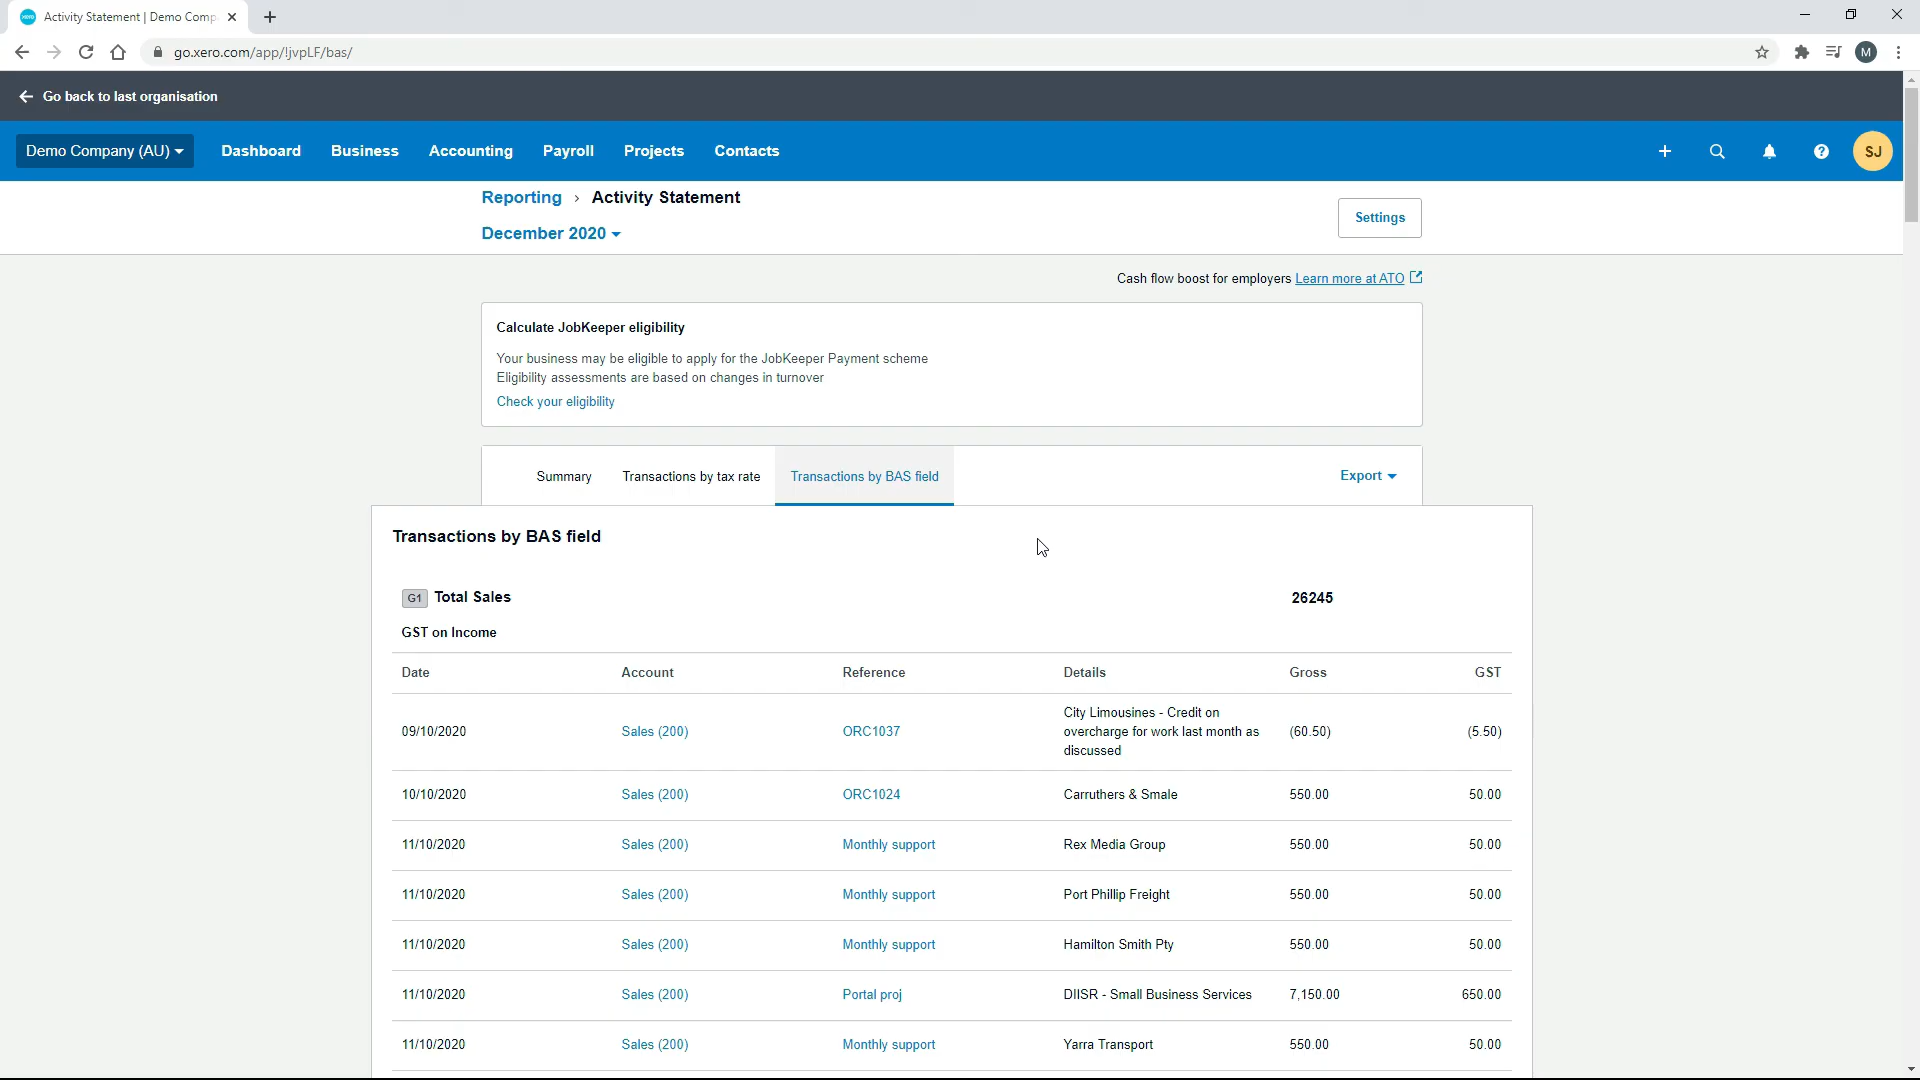 Activity Statement | Demo Comp
go.xero.com/app/!jvpLF/bas/
M
Go back to last organisation
Demo Company (AU)
Dashboard
Business
Accounting
Payroll
Projects
Contacts
SJ
Reporting › Activity Statement
December 2020
Settings
Cash flow boost for employers Learn more at ATO
Calculate JobKeeper eligibility
Your business may be eligible to apply for the JobKeeper Payment scheme
Eligibility assessments are based on changes in turnover
Check your eligibility
Summary
Transactions by tax rate
Transactions by BAS field
Export
Transactions by BAS field
G1 Total Sales 26245
GST on Income
Date Account Reference Details Gross GST
City Limousines - Credit on
09/10/2020 Sales (200) ORC1037 overcharge for work last month as (60.50) (5.50)
discussed
10/10/2020 Sales (200) ORC1024 Carruthers & Smale 550.00 50.00
11/10/2020 Sales (200) Monthly support Rex Media Group 550.00 50.00
11/10/2020 Sales (200) Monthly support Port Phillip Freight 550.00 50.00
11/10/2020 Sales (200) Monthly support Hamilton Smith Pty 550.00 50.00
11/10/2020 Sales (200) Portal proj DIISR - Small Business Services 7,150.00 650.00
11/10/2020 Sales (200) Monthly support Yarra Transport 550.00 50.00